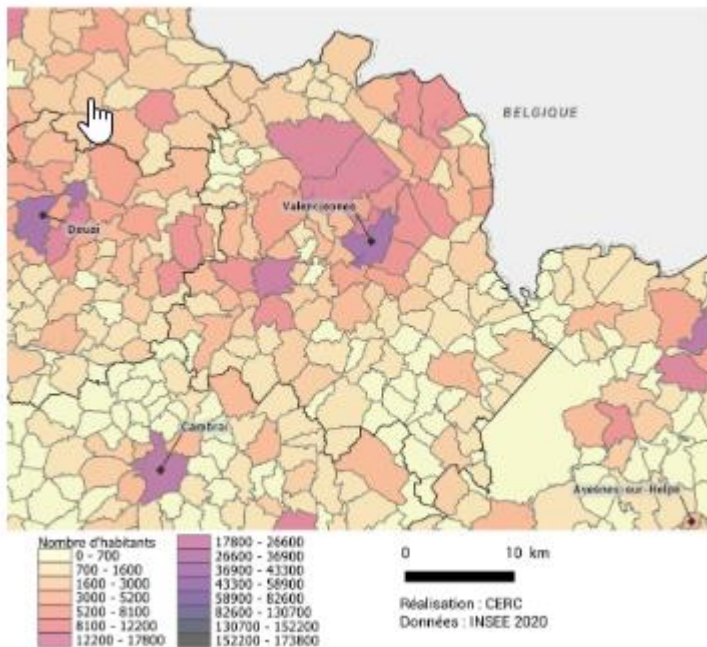 BELGIQUE
Valenciennes
Douai
Cambrai
Avesnes-sur-Helpe
Nombre d'habitants
0 - 700
700 - 1600
1600 - 3000
3000 - 5200
5200 - 8100
8100 - 12200
12200 - 17800
17800 - 26600
26600 - 36900
36900 - 43300
43300 - 58900
58900 - 82600
82600 - 130700
130700 - 152200
152200 - 173800
0 10 km
Réalisation : CERC
Données : INSEE 2020